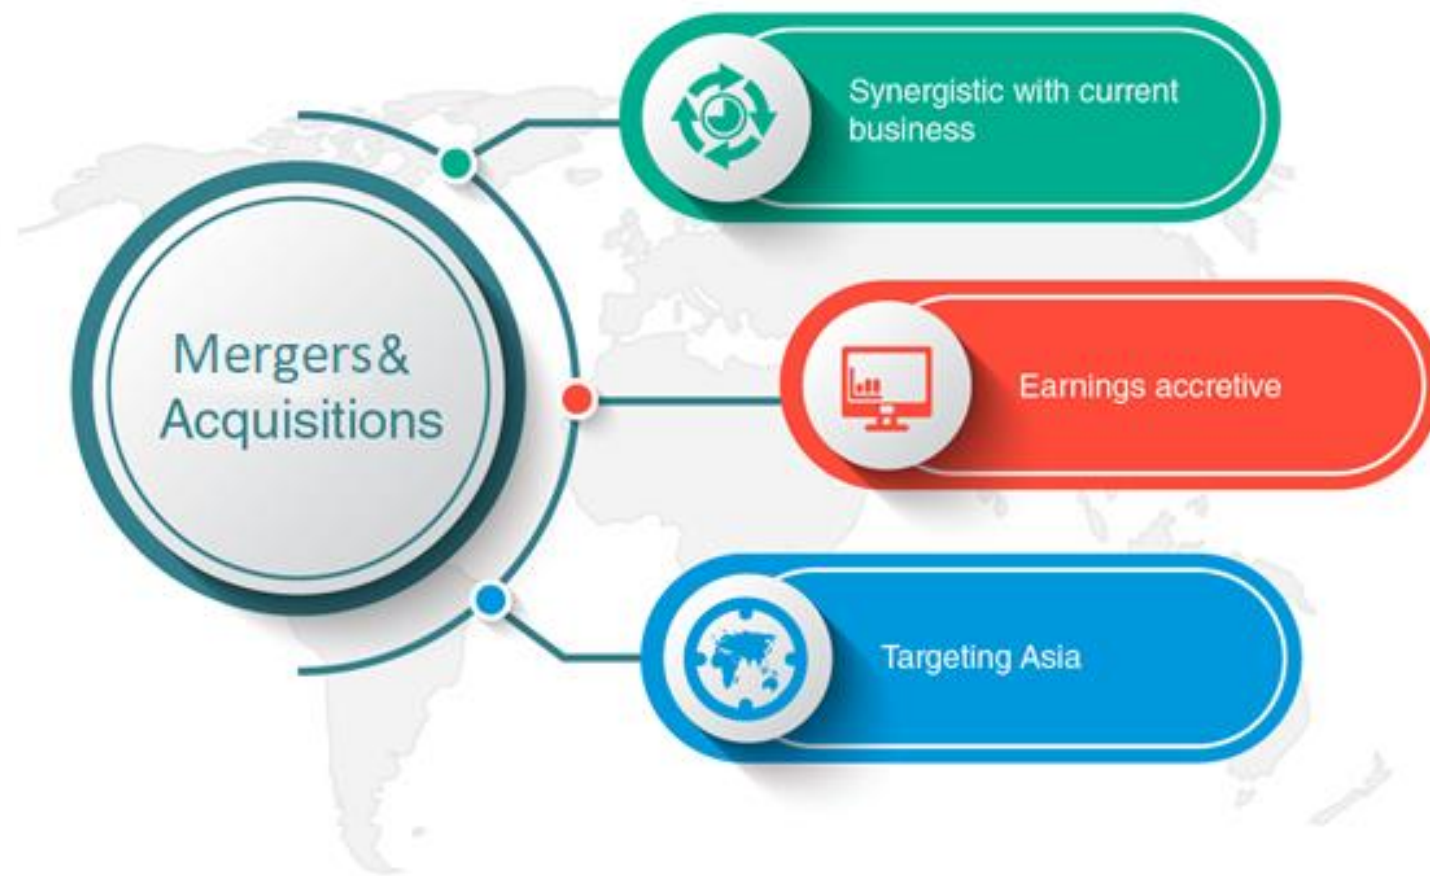 Mergers&
Acquisitions
Synergistic with current
business
Earnings accretive
Targeting Asia